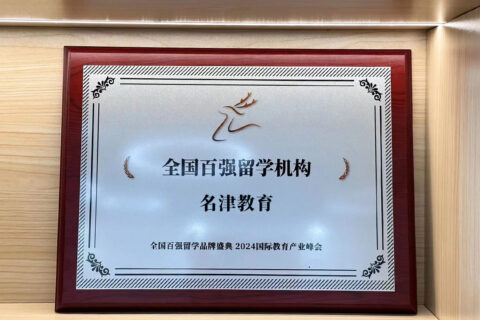 全国百强留学机构
名津教育
全国百强留学品牌盛典 2024国际教育产业峰会